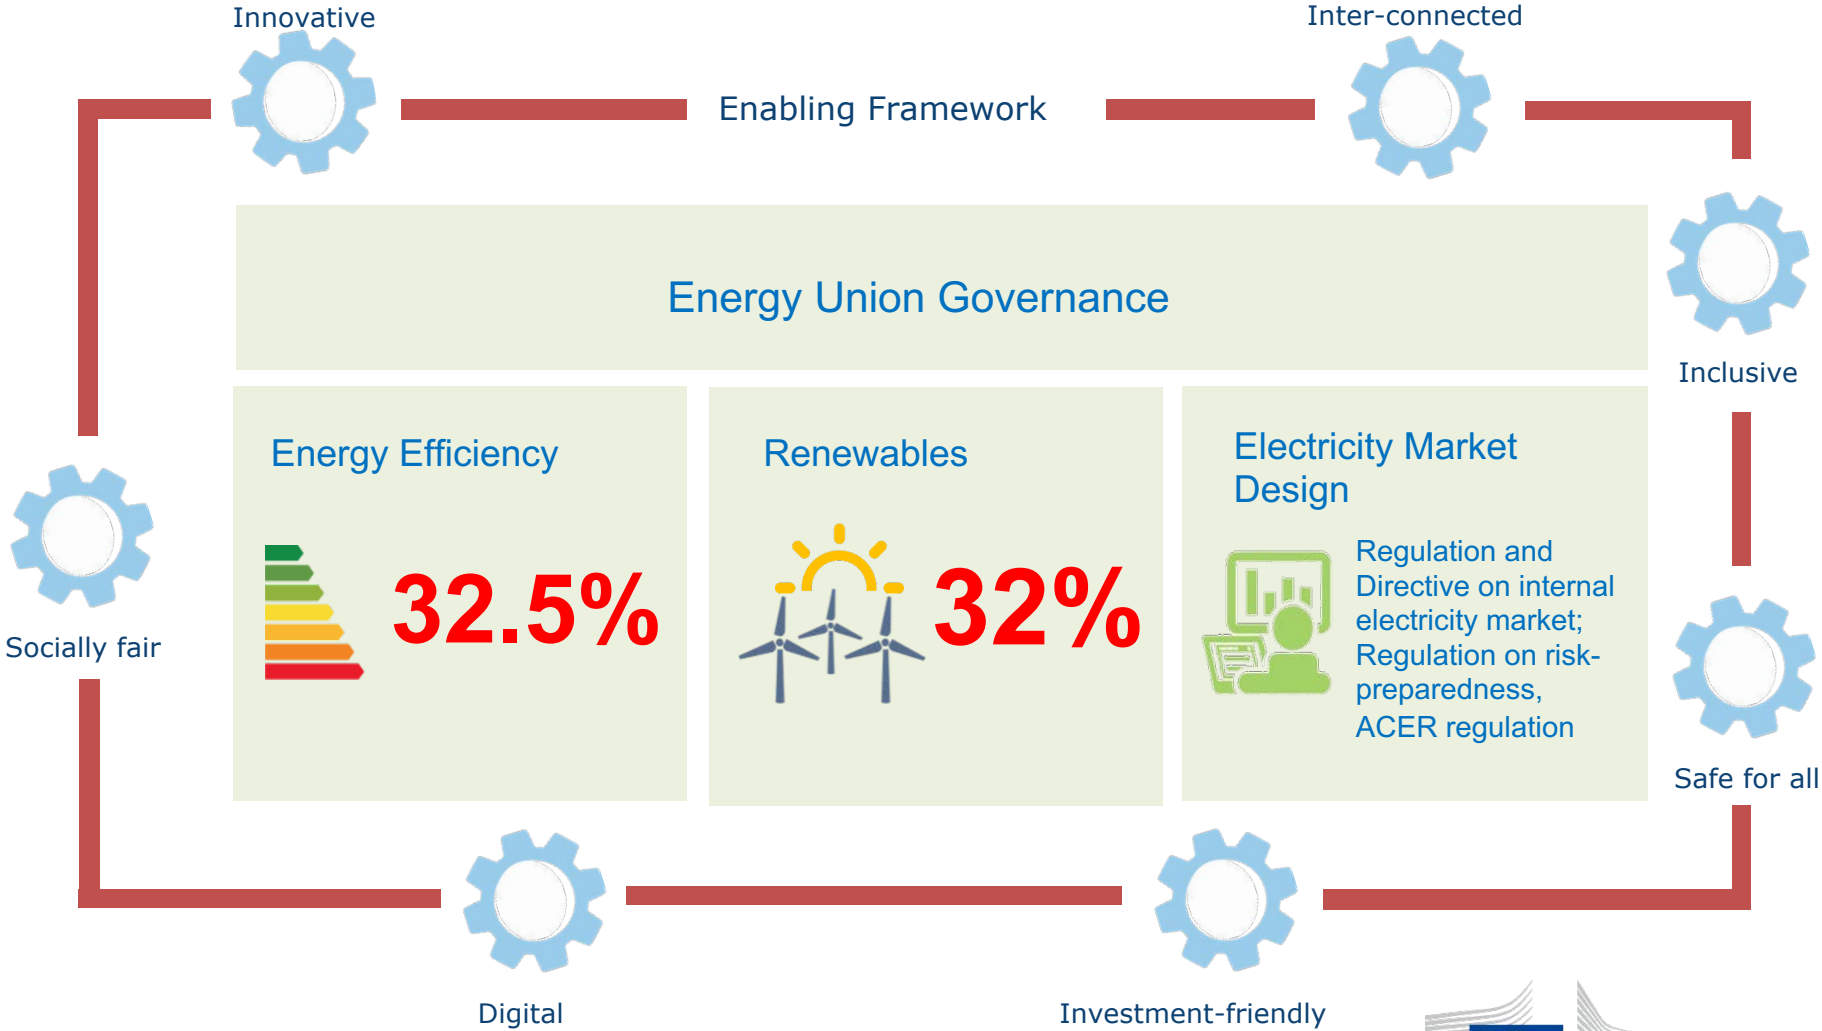 Innovative
Inter-connected
Enabling Framework
Energy Union Governance
Inclusive
Energy Efficiency
32.5%
Renewables
32%
Electricity Market
Design
Regulation and
Directive on internal
electricity market;
Regulation on risk-
preparedness,
ACER regulation
Socially fair
Safe for all
Digital
Investment-friendly